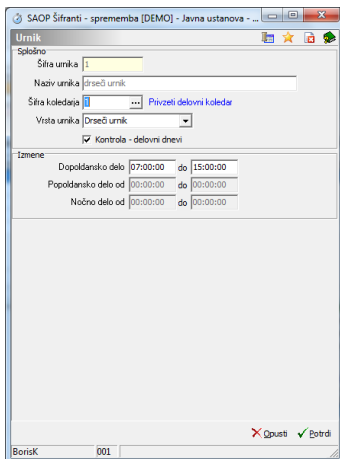 SAOP Šifranti - sprememba [DEMO] - Javna ustanova - ...
Urnik
Splošno
Šifra urnika 1
Naziv urnika drseči urnik
Šifra koledarja 1 ... Privzeti delovni koledar
Vrsta urnika Drseči urnik
Kontrola - delovni dnevi
Izmene
Dopoldansko delo 07:00:00 do 15:00:00
Popoldansko delo od 00:00:00 do 00:00:00
Nočno delo od 00:00:00 do 00:00:00
Opusti Potrdi
BorisK 001